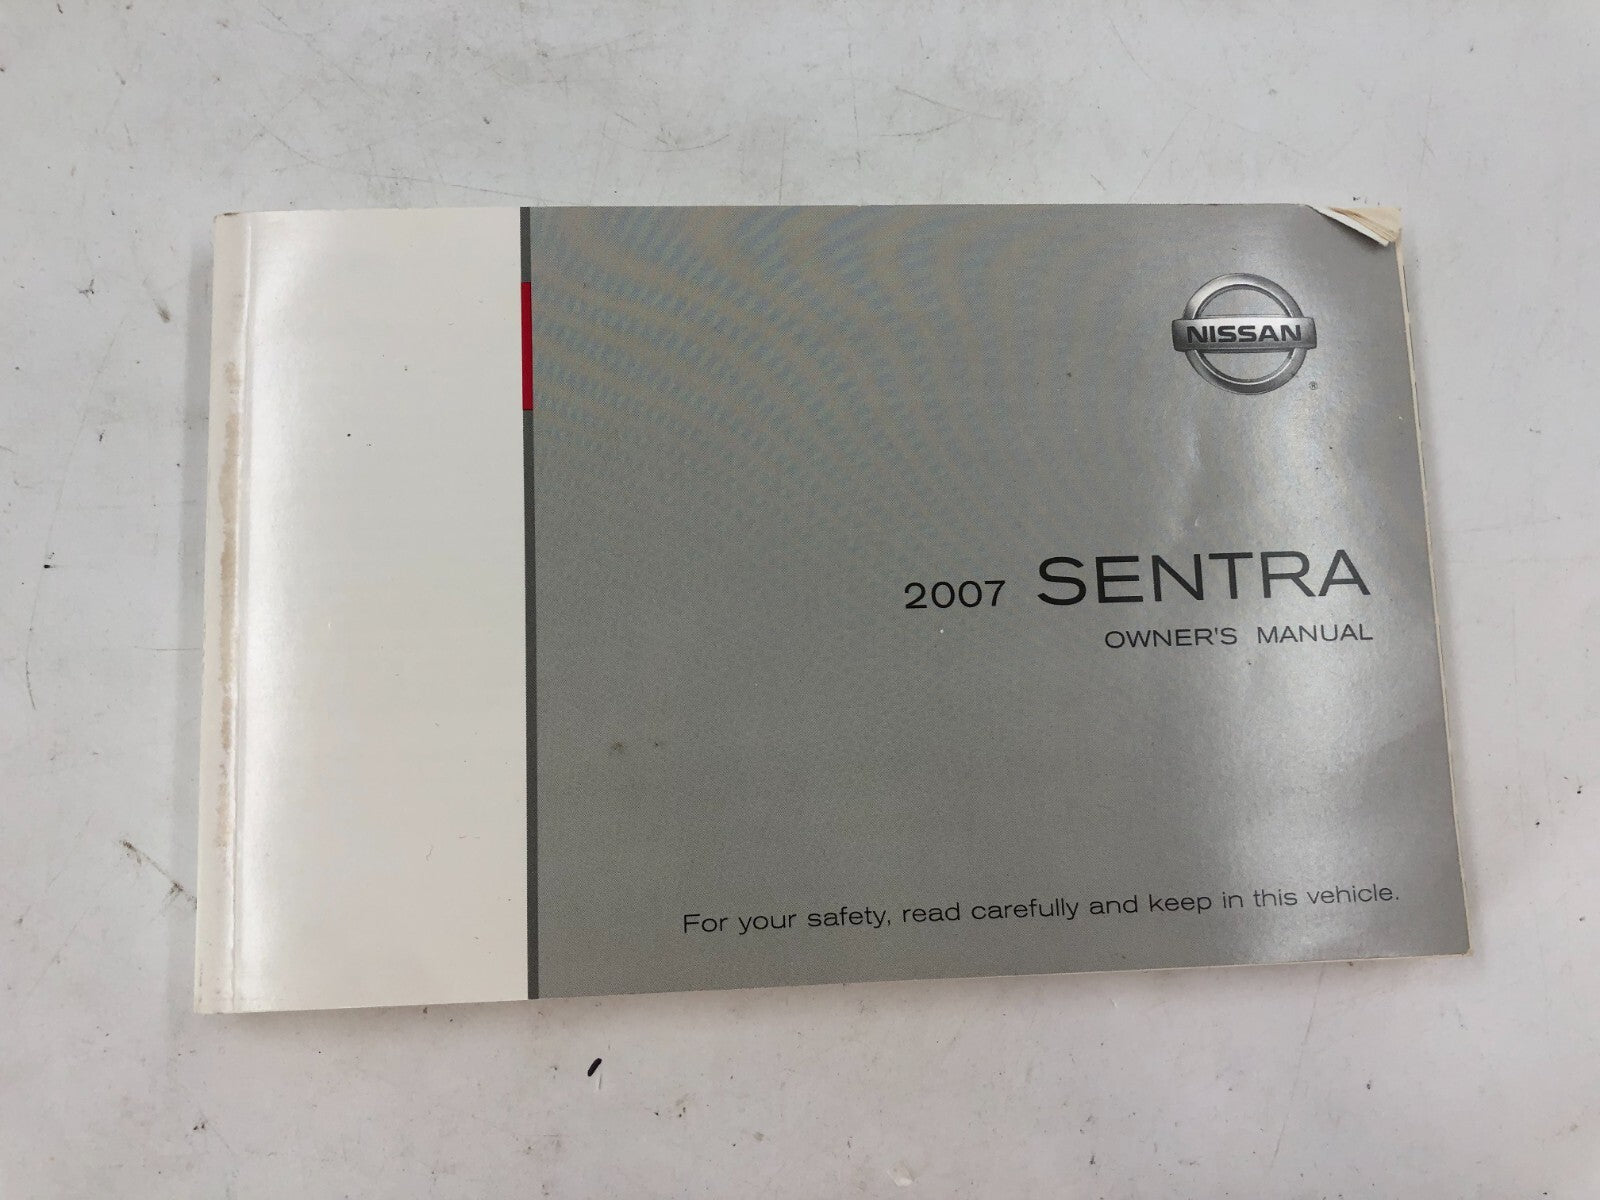 NISSAN
®
2007 SENTRA
OWNER'S MANUAL
For your safety, read carefully and keep in this vehicle.